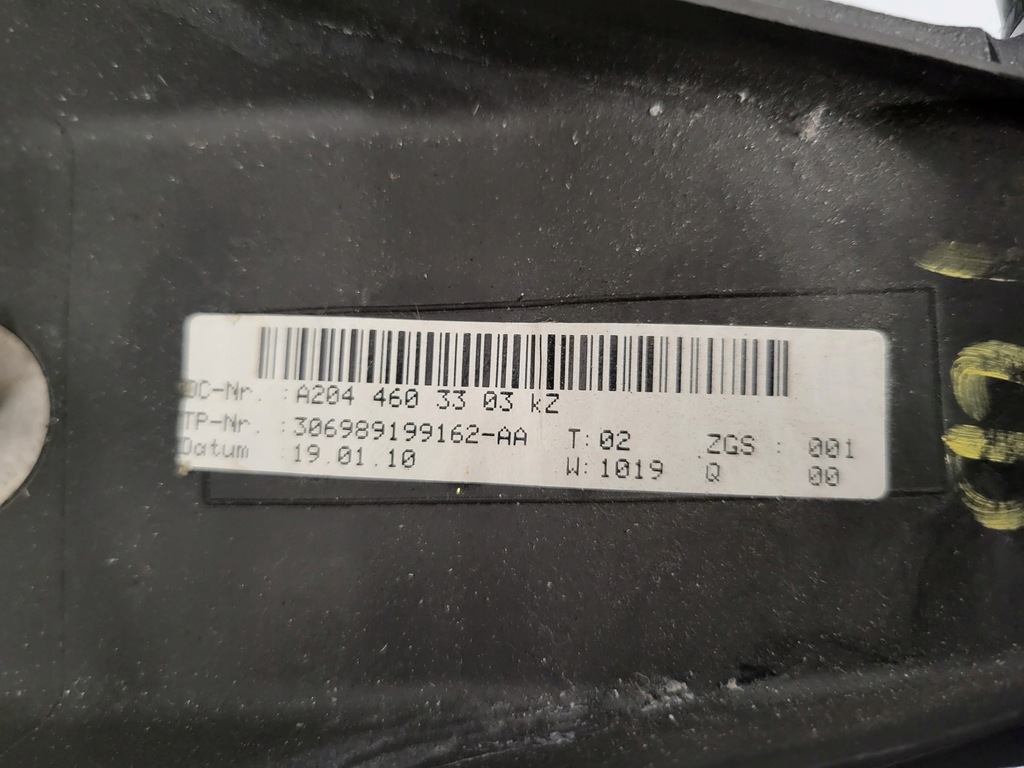 DC-Nr. : A204 460 33 03 kZ
TP-Nr. : 306989199162-AA T: 02 ZGS : 001
Datum : 19.01.10 W: 1019 Q 00